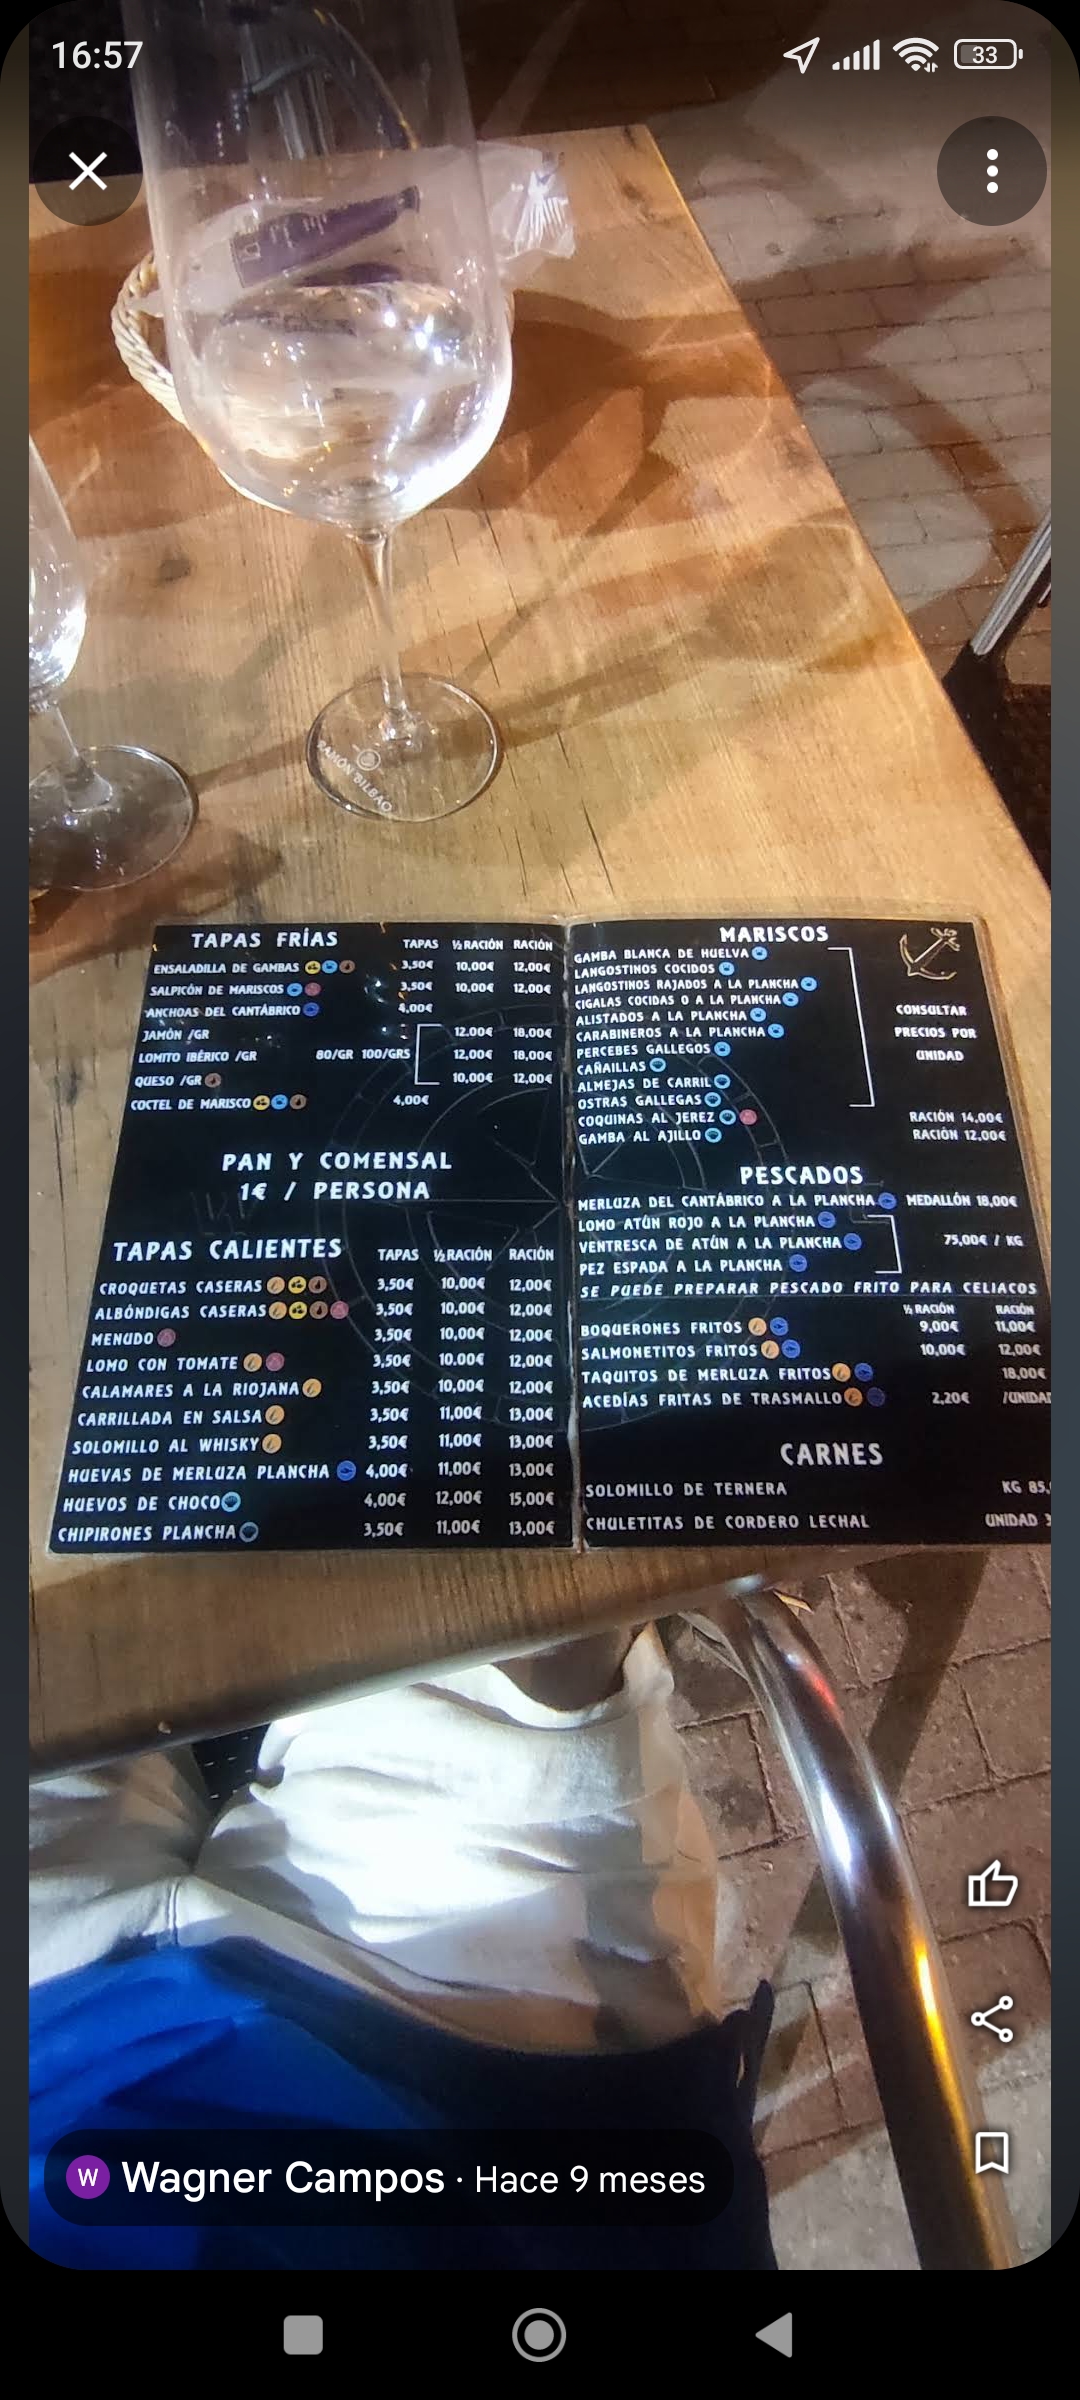 16:57
33
RAMÓN BILBAO
TAPAS FRÍAS TAPAS ½ RACIÓN RACIÓN
ENSALADILLA DE GAMBAS 3,50€ 10,00€ 12,00€
SALPICÓN DE MARISCOS 3,50€ 10,00€ 12,00€
ANCHOAS DEL CANTÁBRICO 4,00€
JAMÓN /GR 12,00€ 18,00€
LOMITO IBÉRICO /GR 80/GR 100/GRS 12,00€ 18,00€
QUESO /GR 10,00€ 12,00€
COCTEL DE MARISCO 4,00€
PAN Y COMENSAL
1€ / PERSONA
TAPAS CALIENTES TAPAS ½ RACIÓN RACIÓN
CROQUETAS CASERAS 3,50€ 10,00€ 12,00€
ALBÓNDIGAS CASERAS 3,50€ 10,00€ 12,00€
MENUDO 3,50€ 10,00€ 12,00€
LOMO CON TOMATE 3,50€ 10.00€ 12,00€
CALAMARES A LA RIOJANA 3,50€ 10,00€ 12,00€
CARRILLADA EN SALSA 3,50€ 11,00€ 13,00€
SOLOMILLO AL WHISKY 3,50€ 11,00€ 13,00€
HUEVAS DE MERLUZA PLANCHA 4,00€ 11,00€ 13,00€
HUEVOS DE CHOCO 4,00€ 12,00€ 15,00€
CHIPIRONES PLANCHA 3,50€ 11,00€ 13,00€
MARISCOS
GAMBA BLANCA DE HUELVA
LANGOSTINOS COCIDOS
LANGOSTINOS RAJADOS A LA PLANCHA
CIGALAS COCIDAS O A LA PLANCHA
ALISTADOS A LA PLANCHA
CARABINEROS A LA PLANCHA
PERCEBES GALLEGOS
CAÑAILLAS
ALMEJAS DE CARRIL
OSTRAS GALLEGAS
CONSULTAR
PRECIOS POR
UNIDAD
COQUINAS AL JEREZ RACIÓN 14,00€
GAMBA AL AJILLO RACIÓN 12,00€
PESCADOS
MERLUZA DEL CANTÁBRICO A LA PLANCHA MEDALLÓN 18,00€
LOMO ATÚN ROJO A LA PLANCHA
VENTRESCA DE ATÚN A LA PLANCHA 75,00€ / KG
PEZ ESPADA A LA PLANCHA
SE PUEDE PREPARAR PESCADO FRITO PARA CELIACOS
½ RACIÓN RACIÓN
BOQUERONES FRITOS 9,00€ 11,00€
SALMONETITOS FRITOS 10,00€ 12,00€
TAQUITOS DE MERLUZA FRITOS 18,00€
ACEDÍAS FRITAS DE TRASMALLO 2,20€ /UNIDAD
CARNES
SOLOMILLO DE TERNERA KG 85,
CHULETITAS DE CORDERO LECHAL UNIDAD 3
W Wagner Campos · Hace 9 meses